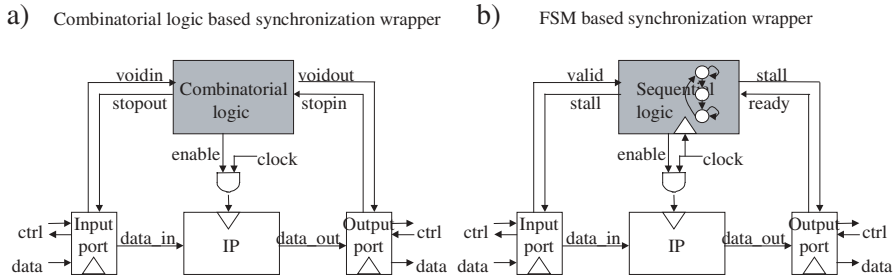 a) Combinatorial logic based synchronization wrapper
voidin
voidout
stopout
stopin
Combinatorial
logic
enable
clock
Input
port
ctrl
data
data_in
IP
data_out
Output
port
ctrl
data
b) FSM based synchronization wrapper
valid
stall
stall
ready
Sequential
logic
enable
clock
Input
port
ctrl
data
data_in
IP
data_out
Output
port
ctrl
data